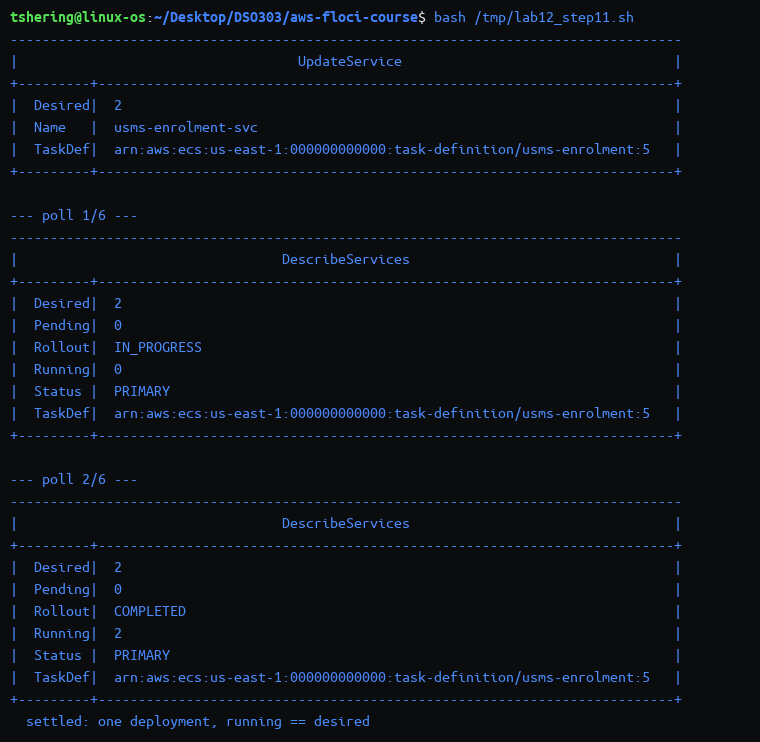 tshering@linux-os:~/Desktop/DSO303/aws-floci-course$ bash /tmp/lab12_step11.sh
------------------------------------------------------------------------------------
|                                   UpdateService                                  |
+---------+------------------------------------------------------------------------+
|  Desired|  2                                                                     |
|  Name   |  usms-enrolment-svc                                                    |
|  TaskDef|  arn:aws:ecs:us-east-1:000000000000:task-definition/usms-enrolment:5   |
+---------+------------------------------------------------------------------------+
--- poll 1/6 ---
------------------------------------------------------------------------------------
|                                 DescribeServices                                 |
+---------+------------------------------------------------------------------------+
|  Desired|  2                                                                     |
|  Pending|  0                                                                     |
|  Rollout|  IN_PROGRESS                                                           |
|  Running|  0                                                                     |
|  Status |  PRIMARY                                                               |
|  TaskDef|  arn:aws:ecs:us-east-1:000000000000:task-definition/usms-enrolment:5   |
+---------+------------------------------------------------------------------------+
--- poll 2/6 ---
------------------------------------------------------------------------------------
|                                 DescribeServices                                 |
+---------+------------------------------------------------------------------------+
|  Desired|  2                                                                     |
|  Pending|  0                                                                     |
|  Rollout|  COMPLETED                                                             |
|  Running|  2                                                                     |
|  Status |  PRIMARY                                                               |
|  TaskDef|  arn:aws:ecs:us-east-1:000000000000:task-definition/usms-enrolment:5   |
+---------+------------------------------------------------------------------------+
  settled: one deployment, running == desired